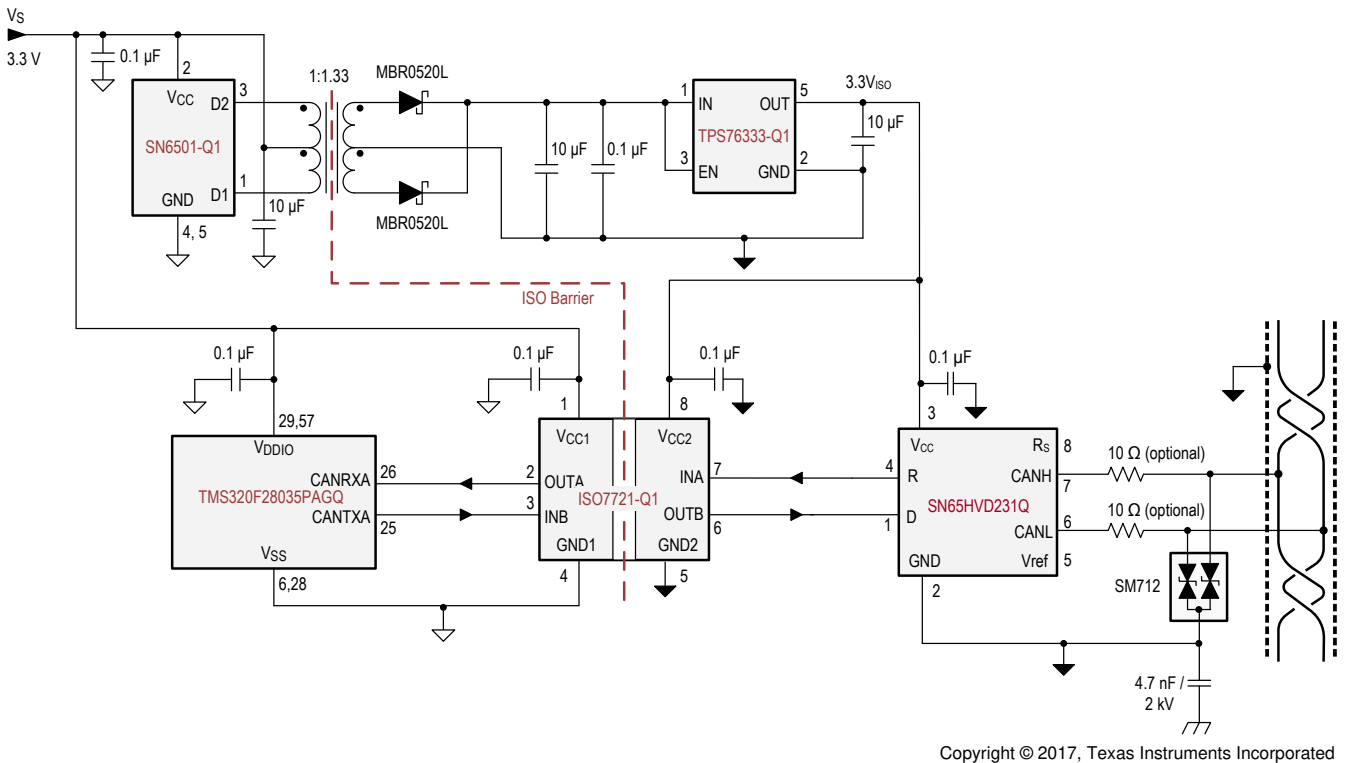 VS
3.3 V
0.1 µF
2
VCC
D2
3
SN6501-Q1
D1
1
GND
4, 5
10 µF
1:1.33
MBR0520L
MBR0520L
10 µF
0.1 µF
1
IN
OUT
5
TPS76333-Q1
3
EN
GND
2
3.3VISO
10 µF
ISO Barrier
0.1 µF
0.1 µF
0.1 µF
0.1 µF
29,57
VDDIO
CANRXA
26
TMS320F28035PAGQ
CANTXA
25
VSS
6,28
1
VCC1
2
OUTA
3
INB
GND1
4
ISO7721-Q1
8
VCC2
INA
7
OUTB
6
GND2
5
3
VCC
RS
8
4
R
CANH
7
SN65HVD231Q
1
D
CANL
6
GND
Vref
5
2
10 Ω (optional)
10 Ω (optional)
SM712
4.7 nF /
2 kV
Copyright © 2017, Texas Instruments Incorporated